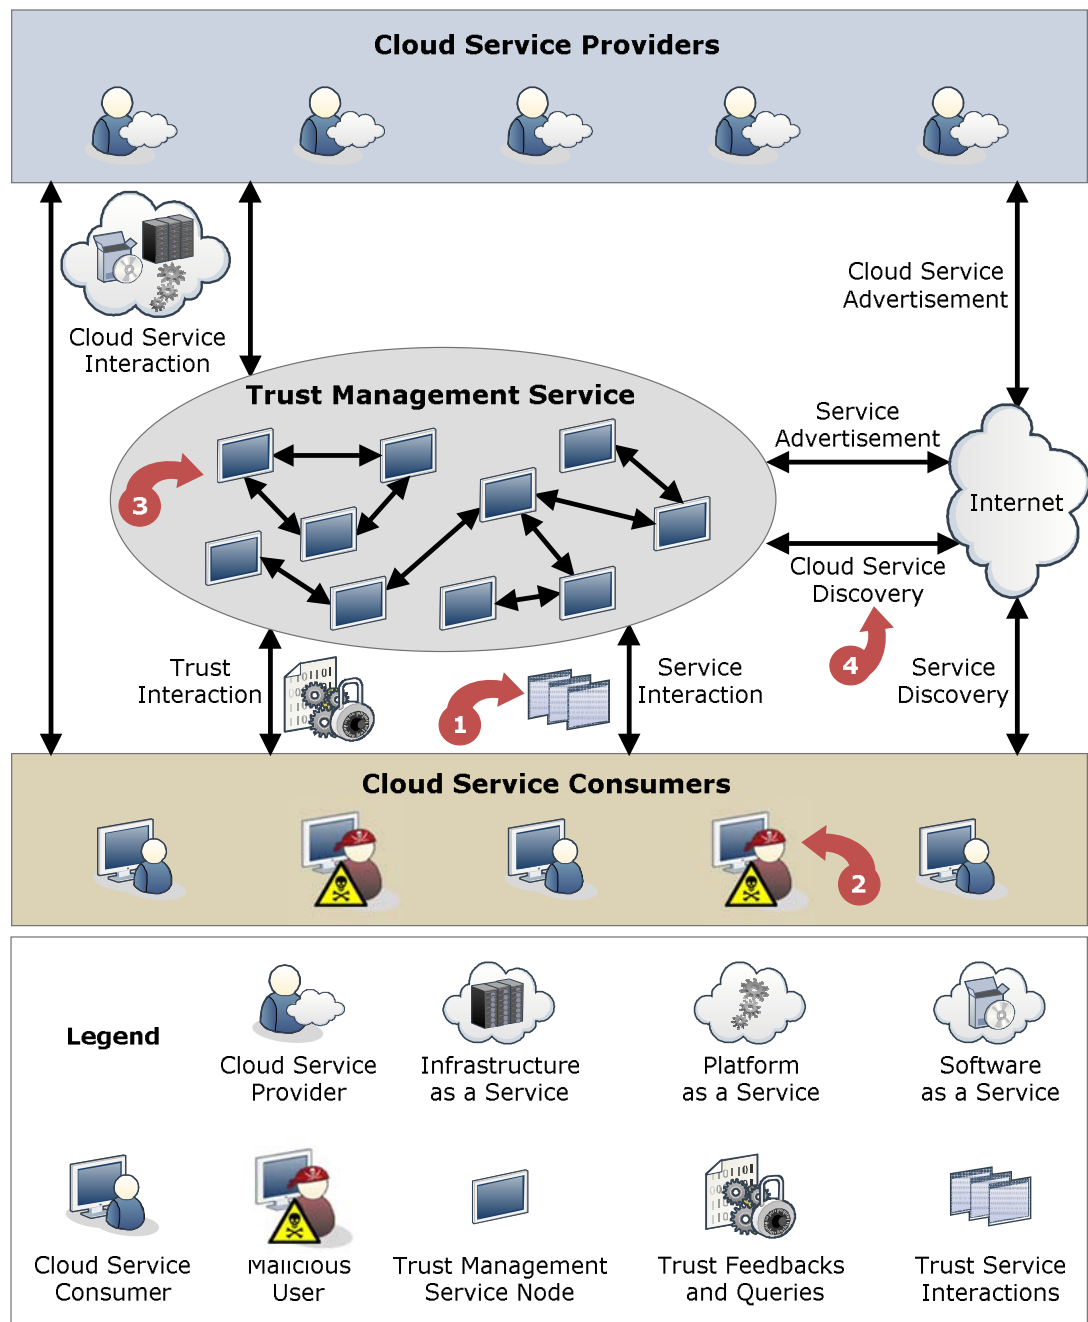 Cloud Service Providers
Cloud Service
Advertisement
Cloud Service
Interaction
Trust Management Service
Service
Advertisement
3
Internet
Cloud Service
Discovery
4
Trust
Interaction
1
Service
Interaction
Service
Discovery
Cloud Service Consumers
2
Legend
Cloud Service
Provider
Infrastructure
as a Service
Platform
as a Service
Software
as a Service
Cloud Service
Consumer
Malicious
User
Trust Management
Service Node
Trust Feedbacks
and Queries
Trust Service
Interactions